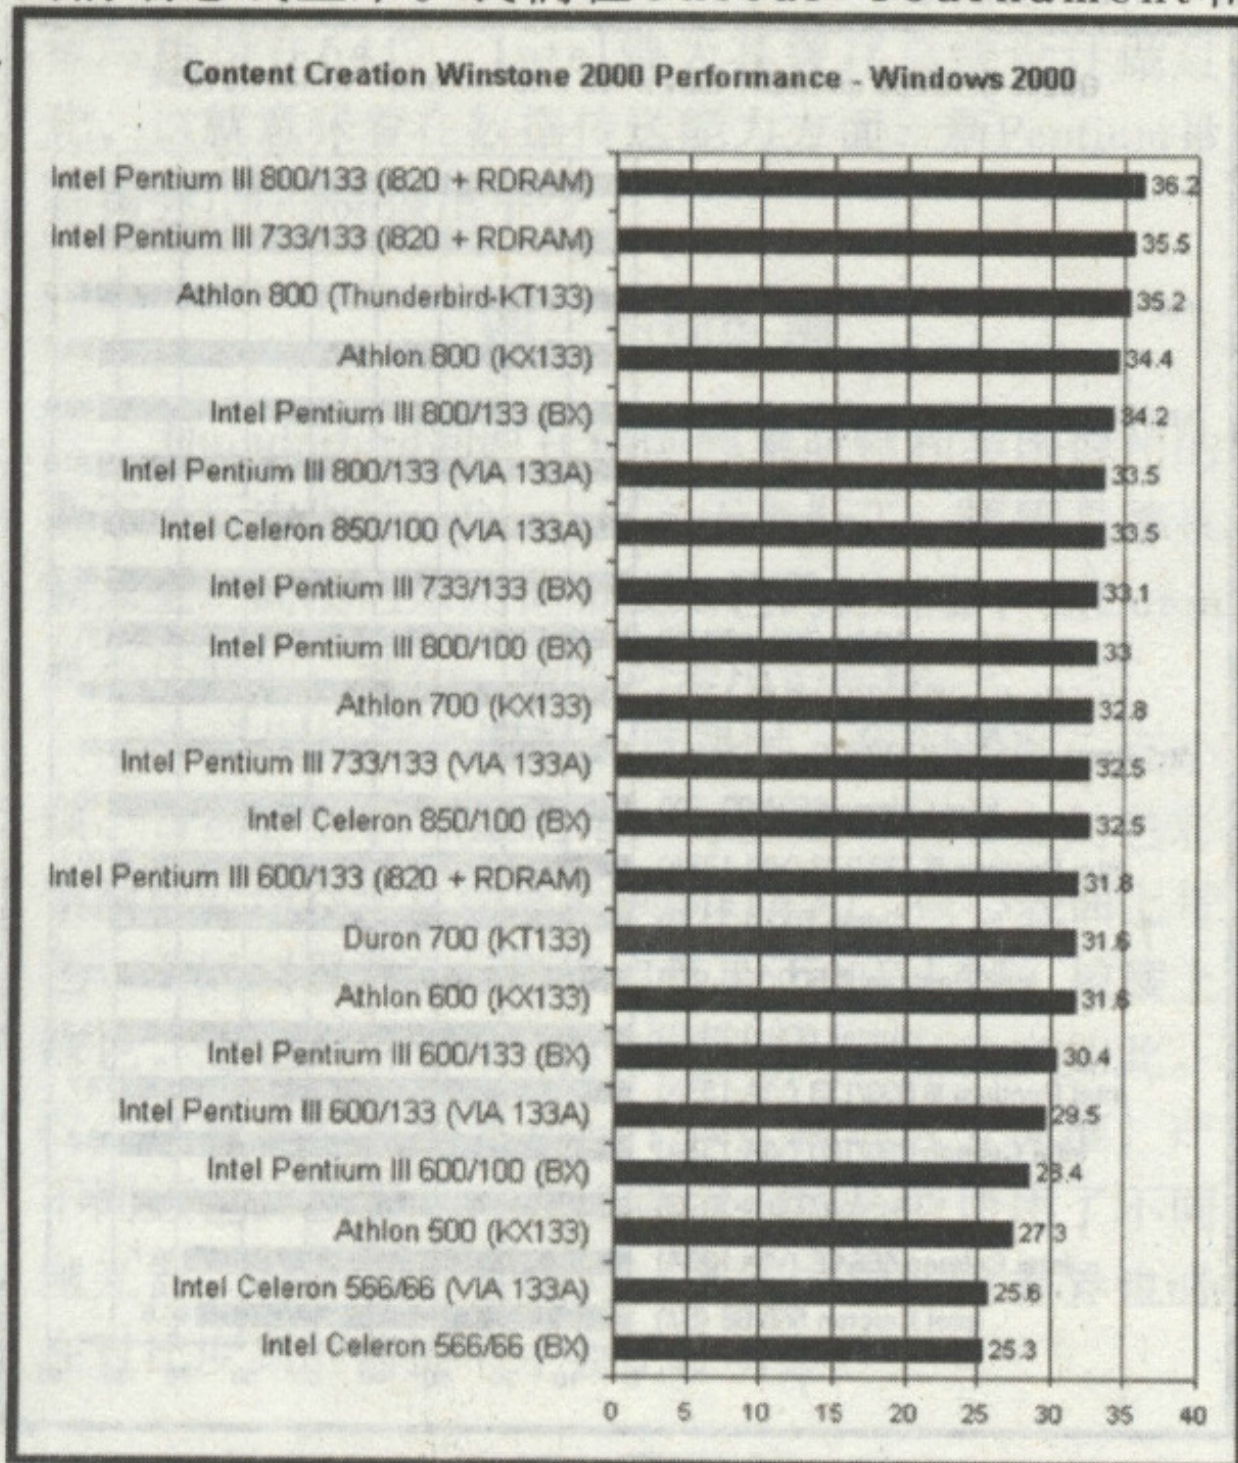 Content Creation Winstone 2000 Performance - Windows 2000
Intel Pentium III 800/133 (i820 + RDRAM) 36.2
Intel Pentium III 733/133 (i820 + RDRAM) 35.5
Athlon 800 (Thunderbird-KT133) 35.2
Athlon 800 (KX133) 34.4
Intel Pentium III 800/133 (BX) 34.2
Intel Pentium III 800/133 (VIA 133A) 33.5
Intel Celeron 850/100 (VIA 133A) 33.5
Intel Pentium III 733/133 (BX) 33.1
Intel Pentium III 800/100 (BX) 33
Athlon 700 (KX133) 32.8
Intel Pentium III 733/133 (VIA 133A) 32.5
Intel Celeron 850/100 (BX) 32.5
Intel Pentium III 600/133 (i820 + RDRAM) 31.8
Duron 700 (KT133) 31.6
Athlon 600 (KX133) 31.6
Intel Pentium III 600/133 (BX) 30.4
Intel Pentium III 600/133 (VIA 133A) 29.5
Intel Pentium III 600/100 (BX) 28.4
Athlon 500 (KX133) 27.3
Intel Celeron 566/66 (VIA 133A) 25.6
Intel Celeron 566/66 (BX) 25.3
0 5 10 15 20 25 30 35 40